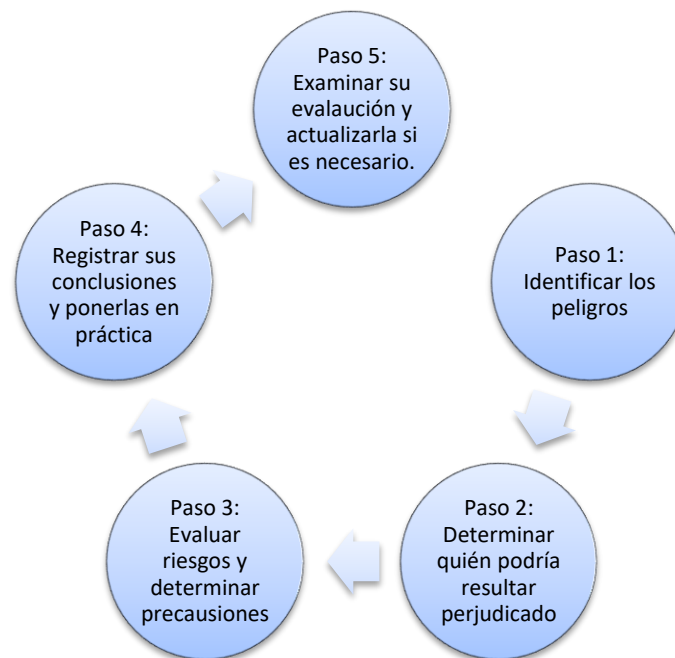 Paso 5:
Examinar su
evalaución y
actualizarla si
es necesario.
Paso 4:
Registrar sus
conclusiones
y ponerlas en
práctica
Paso 1:
Identificar los
peligros
Paso 3:
Evaluar
riesgos y
determinar
precausiones
Paso 2:
Determinar
quién podría
resultar
perjudicado